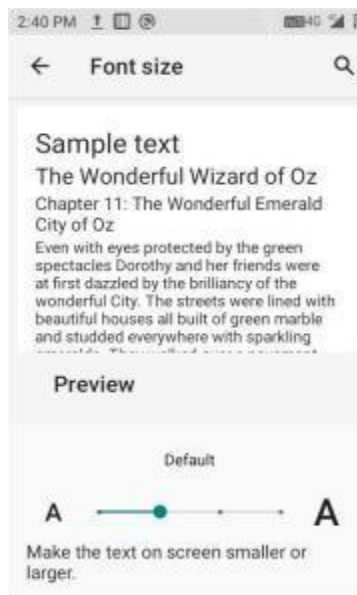 2:40 PM
4G
Font size
Sample text
The Wonderful Wizard of Oz
Chapter 11: The Wonderful Emerald
City of Oz
Even with eyes protected by the green
spectacles Dorothy and her friends were
at first dazzled by the brilliancy of the
wonderful City. The streets were lined with
beautiful houses all built of green marble
and studded everywhere with sparkling
Preview
Default
A A
Make the text on screen smaller or
larger.